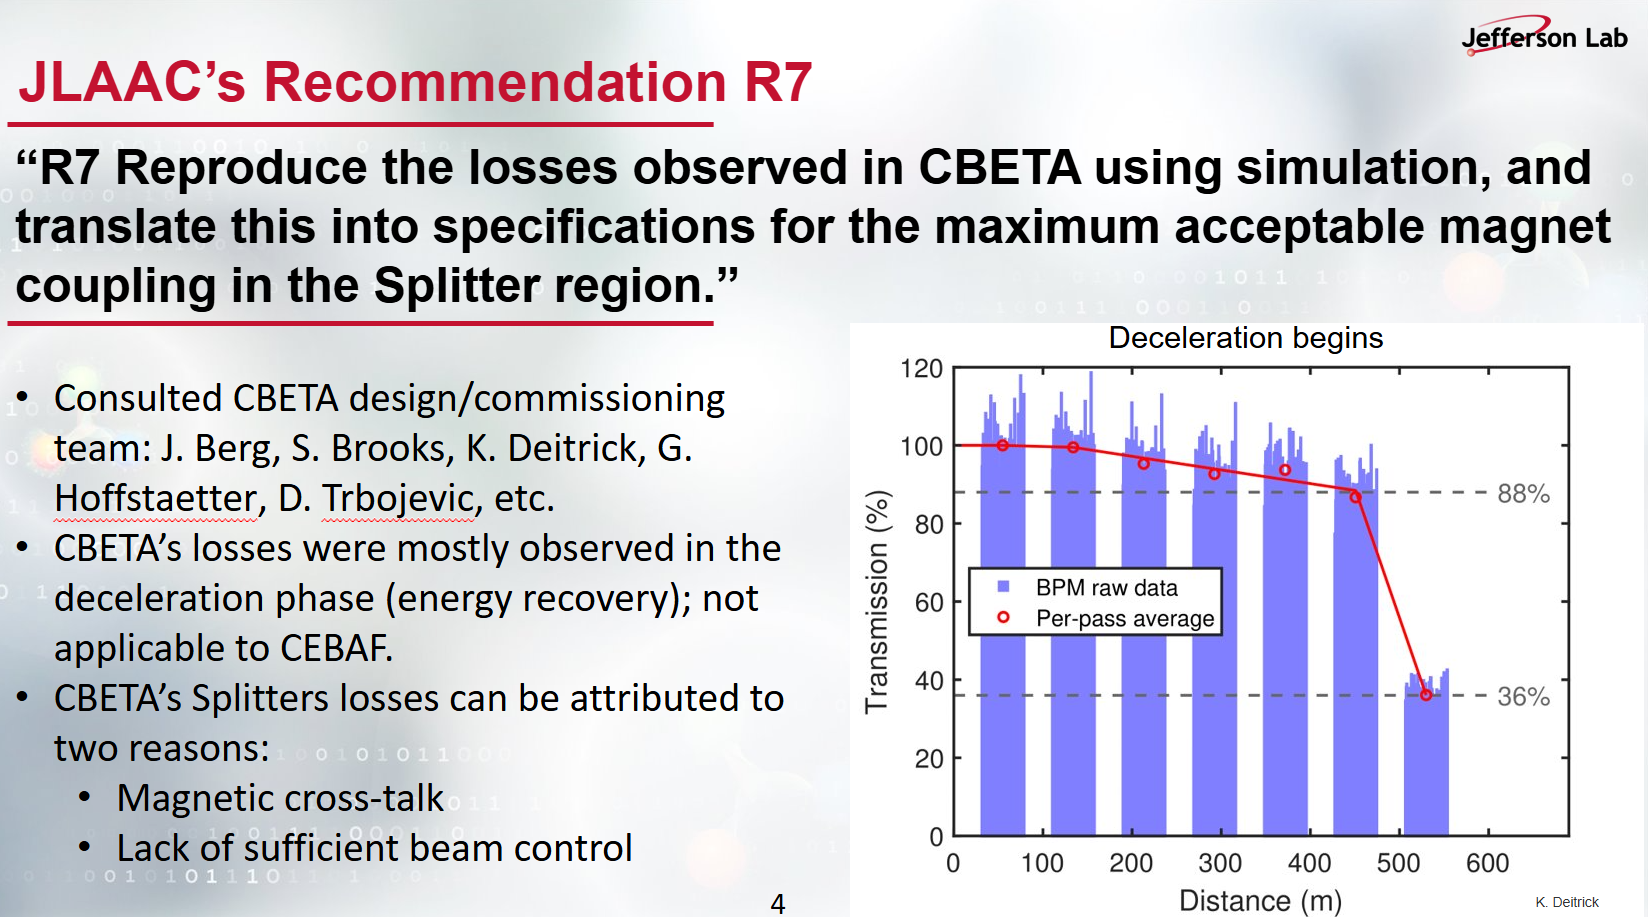 Jefferson Lab
JLAAC’s Recommendation R7
“R7 Reproduce the losses observed in CBETA using simulation, and
translate this into specifications for the maximum acceptable magnet
coupling in the Splitter region.”
• Consulted CBETA design/commissioning
team: J. Berg, S. Brooks, K. Deitrick, G.
Hoffstaetter, D. Trbojevic, etc.
• CBETA’s losses were mostly observed in the
deceleration phase (energy recovery); not
applicable to CEBAF.
• CBETA’s Splitters losses can be attributed to
two reasons:
• Magnetic cross-talk
• Lack of sufficient beam control
4
Deceleration begins
120
100
80
60
40
20
0
Transmission (%)
88%
36%
BPM raw data
Per-pass average
0 100 200 300 400 500 600
Distance (m)
K. Deitrick